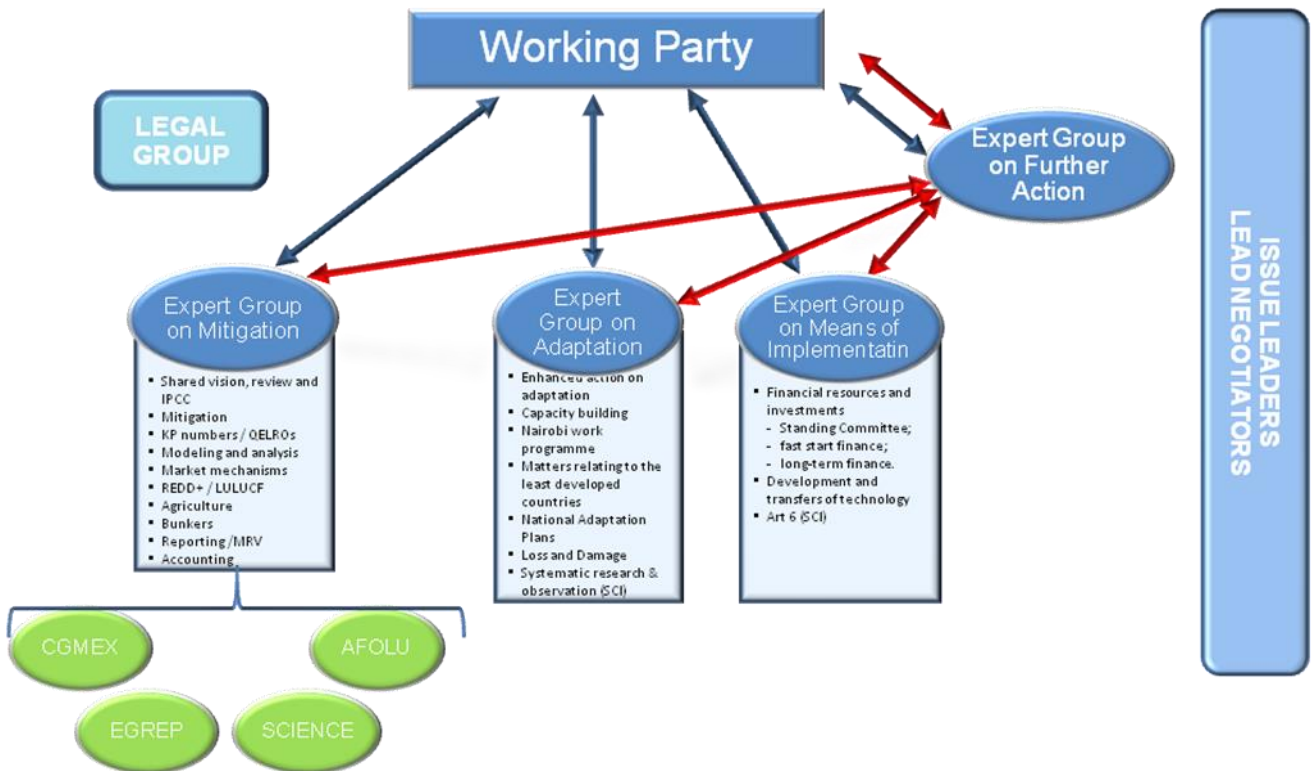 Working Party
LEGAL
GROUP
Expert Group
on Further
Action
ISSUE LEADERS
LEAD NEGOTIATORS
Expert Group
on Mitigation
▪ Shared vision, review and
IPCC
▪ Mitigation
▪ KP numbers / QELROs
▪ Modeling and analysis
▪ Market mechanisms
▪ REDD+ / LULUCF
▪ Agriculture
▪ Bunkers
▪ Reporting /MRV
▪ Accounting
Expert
Group on
Adaptation
▪ Enhanced action on
adaptation
▪ Capacity building
▪ Nairobi work
programme
▪ Matters relating to the
least developed
countries
▪ National Adaptation
Plans
▪ Loss and Damage
▪ Systematic research &
observation (SCI)
Expert Group
on Means of
Implementatin
▪ Financial resources and
investments
- Standing Committee;
- fast start finance;
- long-term finance.
▪ Development and
transfers of technology
▪ Art 6 (SCI)
CGMEX
AFOLU
EGREP
SCIENCE